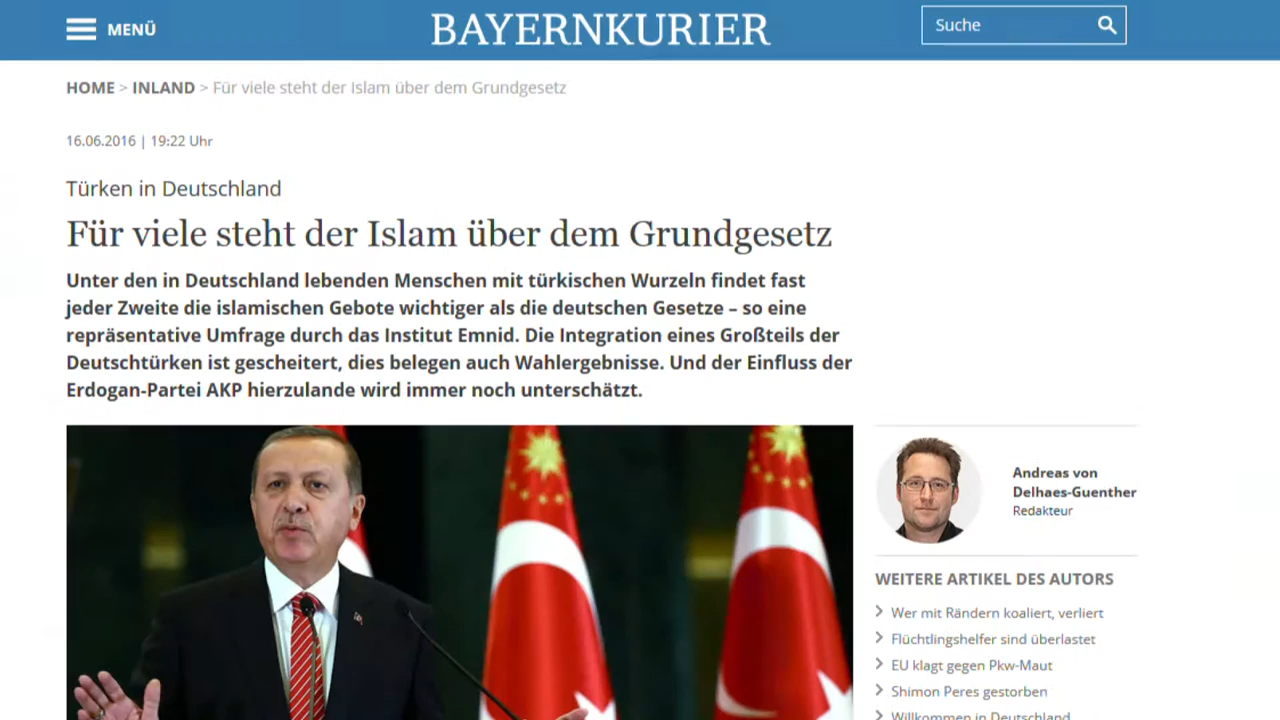 MENÜ
BAYERNKURIER
Suche
HOME > INLAND > Für viele steht der Islam über dem Grundgesetz
16.06.2016 | 19:22 Uhr
Türken in Deutschland
Für viele steht der Islam über dem Grundgesetz
Unter den in Deutschland lebenden Menschen mit türkischen Wurzeln findet fast
jeder Zweite die islamischen Gebote wichtiger als die deutschen Gesetze – so eine
repräsentative Umfrage durch das Institut Emnid. Die Integration eines Großteils der
Deutschtürken ist gescheitert, dies belegen auch Wahlergebnisse. Und der Einfluss der
Erdogan-Partei AKP hierzulande wird immer noch unterschätzt.
Andreas von
Delhaes-Guenther
Redakteur
WEITERE ARTIKEL DES AUTORS
Wer mit Rändern koaliert, verliert
Flüchtlingshelfer sind überlastet
EU klagt gegen Pkw-Maut
Shimon Peres gestorben
Willkommen in Deutschland